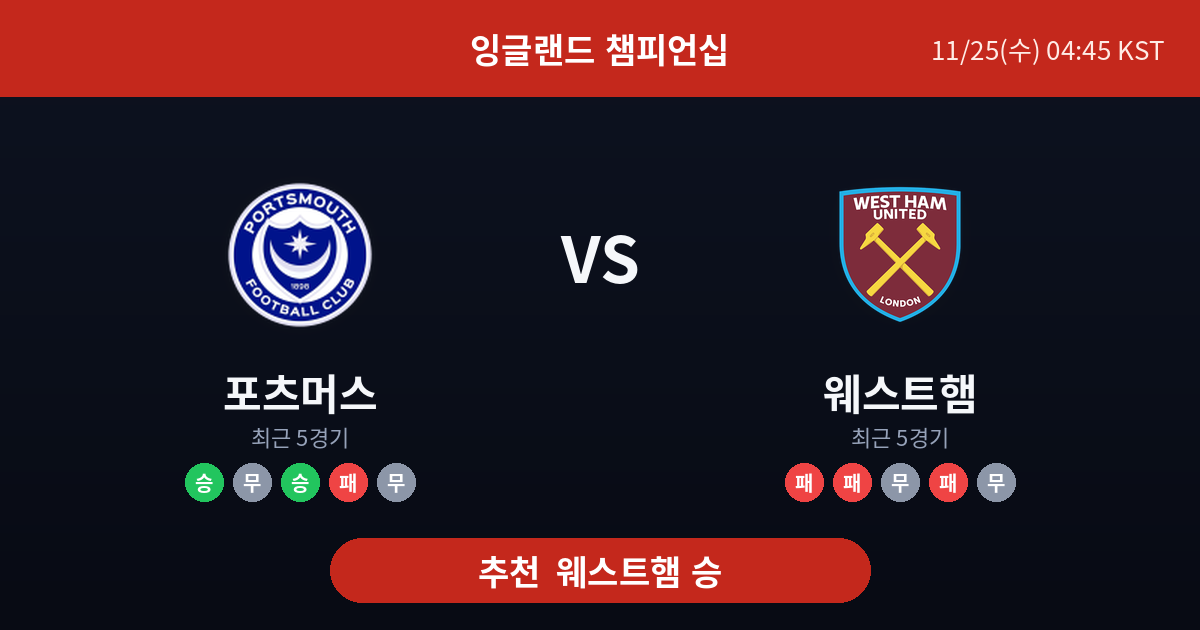 잉글랜드 챔피언십
11/25(수) 04:45 KST
PORTSMOUTH
1898
FOOTBALL CLUB
VS
WEST HAM
UNITED
LONDON
포츠머스
웨스트햄
최근 5경기
최근 5경기
승 무 승 패 무
패 패 무 패 무
추천 웨스트햄 승